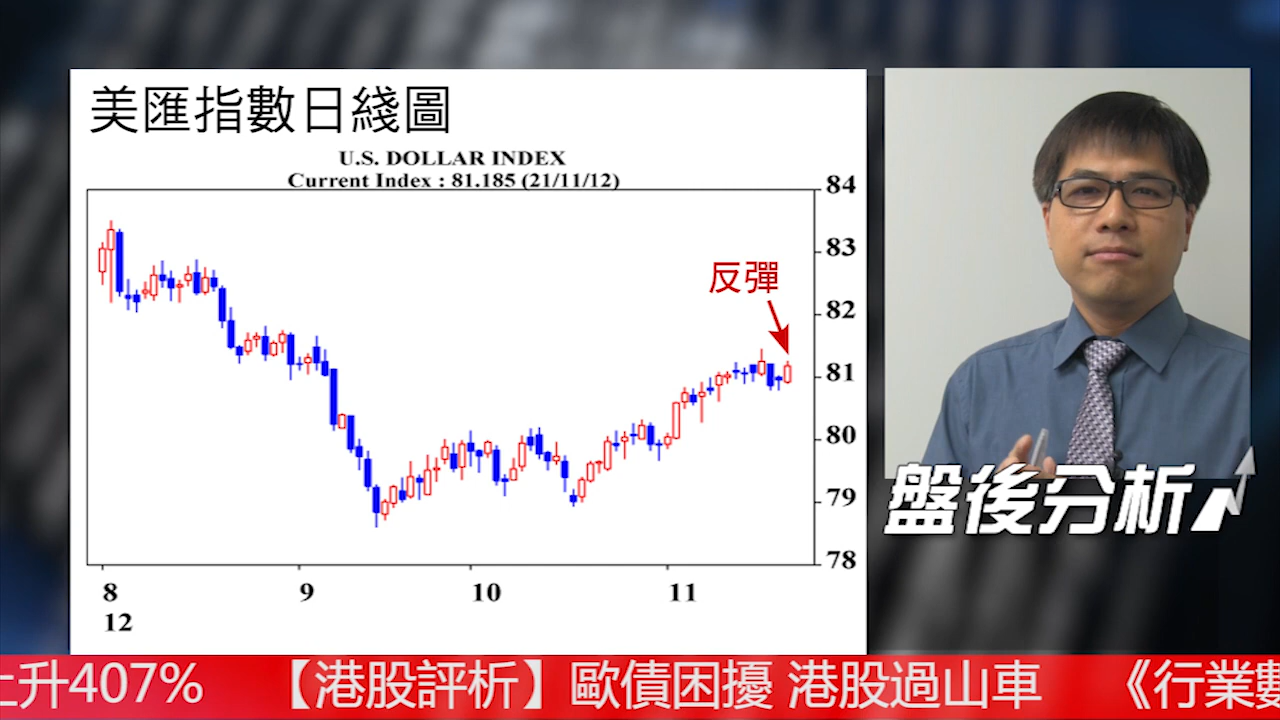 美匯指數日綫圖
U.S. DOLLAR INDEX
Current Index : 81.185 (21/11/12)
84
83
反彈
82
81
80
79
78
8
9
10
11
12
盤後分析
上升407% 【港股評析】歐債困擾 港股過山車 《行業數